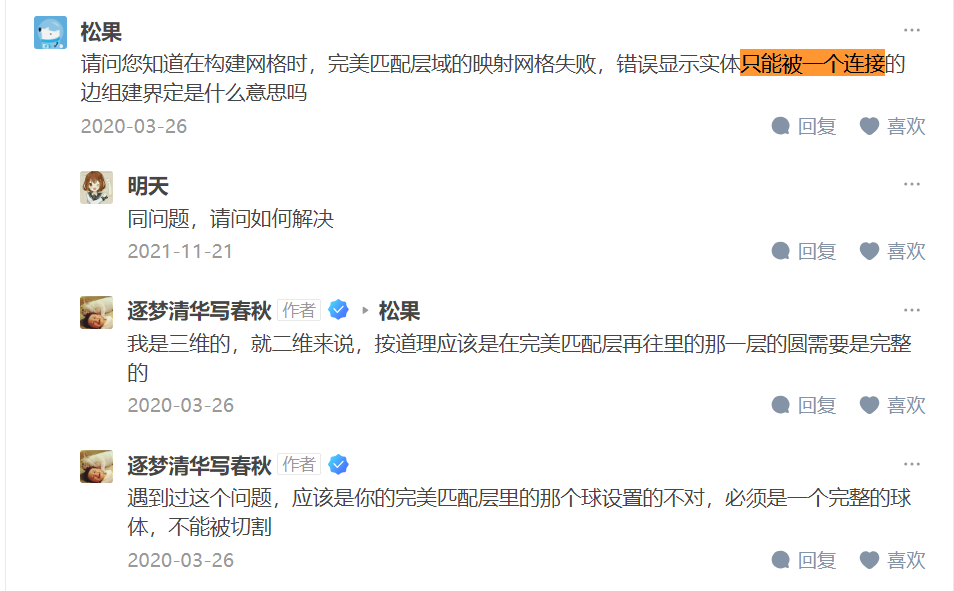 松果
请问您知道在构建网格时，完美匹配层域的映射网格失败，错误显示实体只能被一个连接的
边组建界定是什么意思吗
2020-03-26 回复 喜欢
明天
同问题，请问如何解决
2021-11-21 回复 喜欢
逐梦清华写春秋 作者 松果
我是三维的，就二维来说，按道理应该是在完美匹配层再往里的那一层的圆需要是完整
的
2020-03-26 回复 喜欢
逐梦清华写春秋 作者
遇到过这个问题，应该是你的完美匹配层里的那个球设置的不对，必须是一个完整的球
体，不能被切割
2020-03-26 回复 喜欢